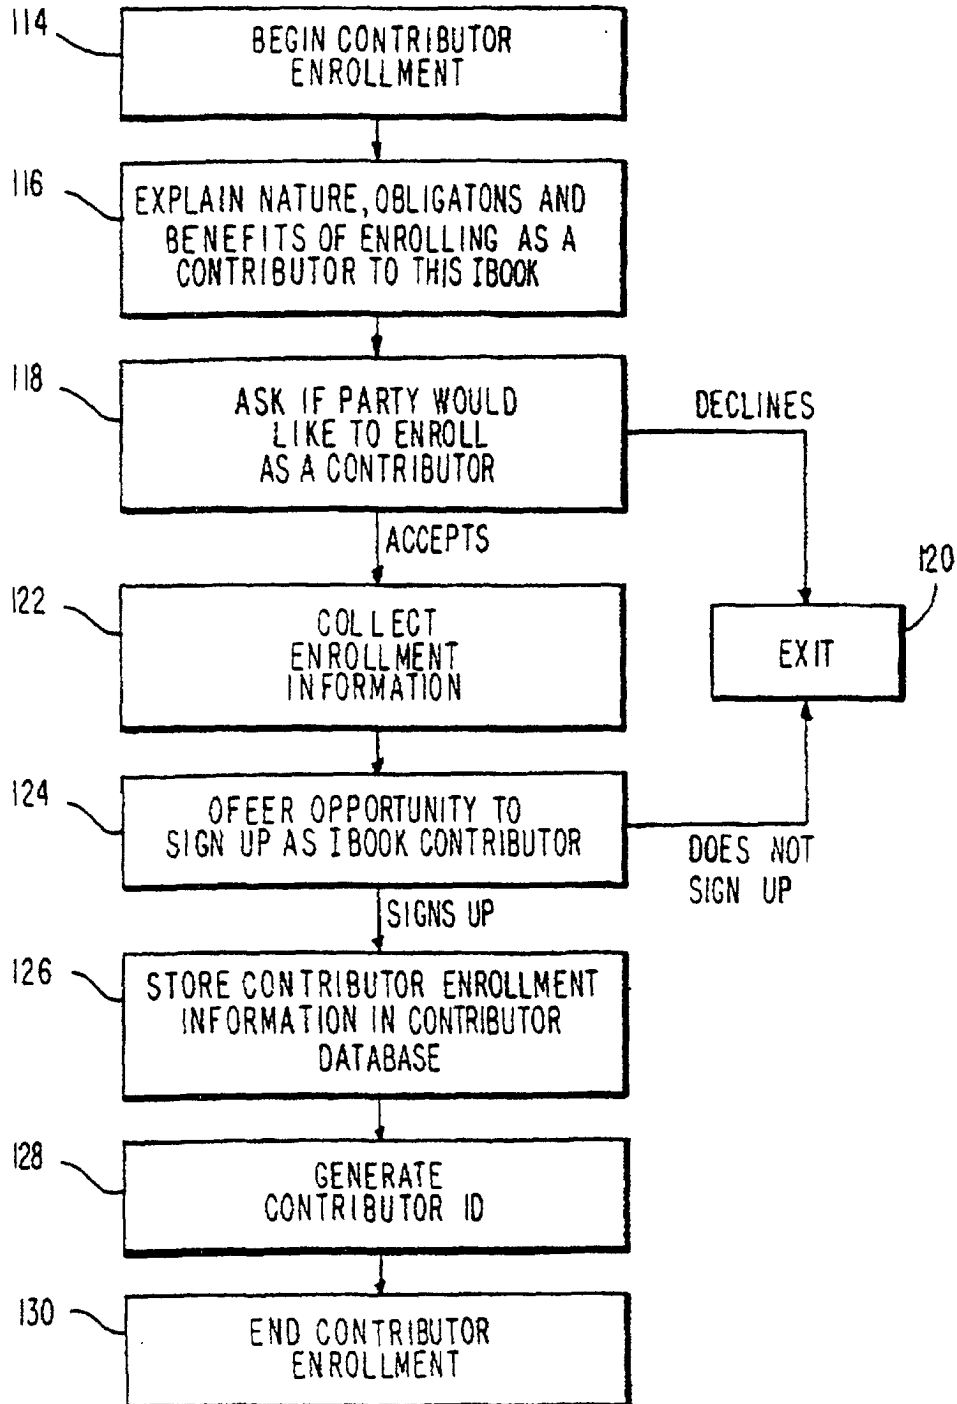 114
BEGIN CONTRIBUTOR
ENROLLMENT
116
EXPLAIN NATURE, OBLIGATONS AND
BENEFITS OF ENROLLING AS A
CONTRIBUTOR TO THIS IBOOK
118
ASK IF PARTY WOULD
LIKE TO ENROLL
AS A CONTRIBUTOR
DECLINES
ACCEPTS
120
EXIT
122
COLLECT
ENROLLMENT
INFORMATION
124
OFEER OPPORTUNITY TO
SIGN UP AS IBOOK CONTRIBUTOR
DOES NOT
SIGN UP
SIGNS UP
126
STORE CONTRIBUTOR ENROLLMENT
INFORMATION IN CONTRIBUTOR
DATABASE
128
GENERATE
CONTRIBUTOR ID
130
END CONTRIBUTOR
ENROLLMENT